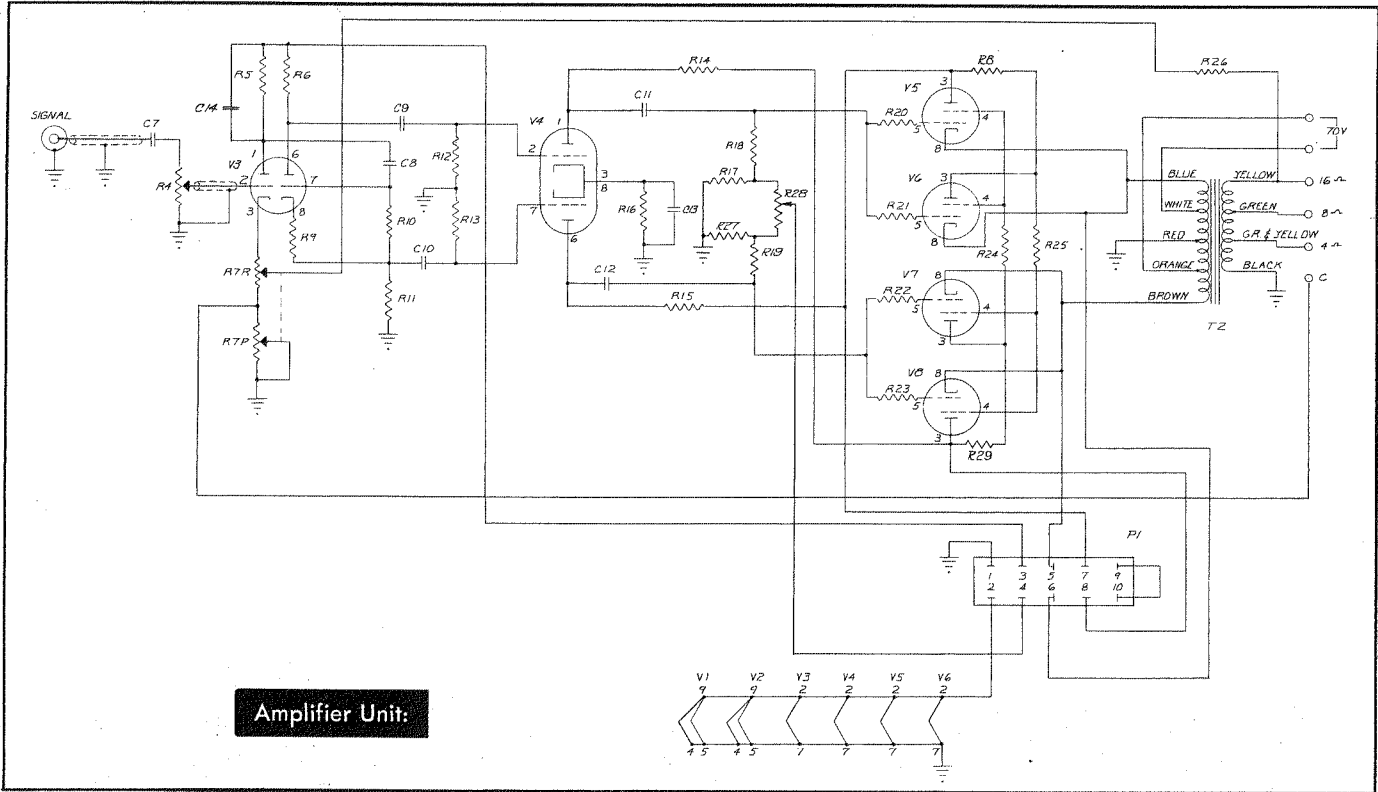 SIGNAL
C7
R4
C14
R5
R6
V3
1
6
2
7
3
8
R9
R7R
R7P
C8
R10
R11
C9
C10
R12
R13
V4
1
2
3
8
7
6
R14
C11
R16
C13
C12
R15
R17
R18
R27
R28
R19
R20
R21
R22
R23
V5
3
4
5
8
V6
3
4
5
8
V7
8
4
5
3
V8
8
4
5
3
R8
R24
R25
R29
R26
BLUE
WHITE
RED
ORANGE
BROWN
YELLOW
GREEN
GR. & YELLOW
BLACK
T2
70V
16 Ω
8 Ω
4 Ω
C
P1
1 3 5 7 9
2 4 6 8 10
V1 V2 V3 V4 V5 V6
9 9 2 2 2 2
4 5 4 5 1 7 7 7
Amplifier Unit: